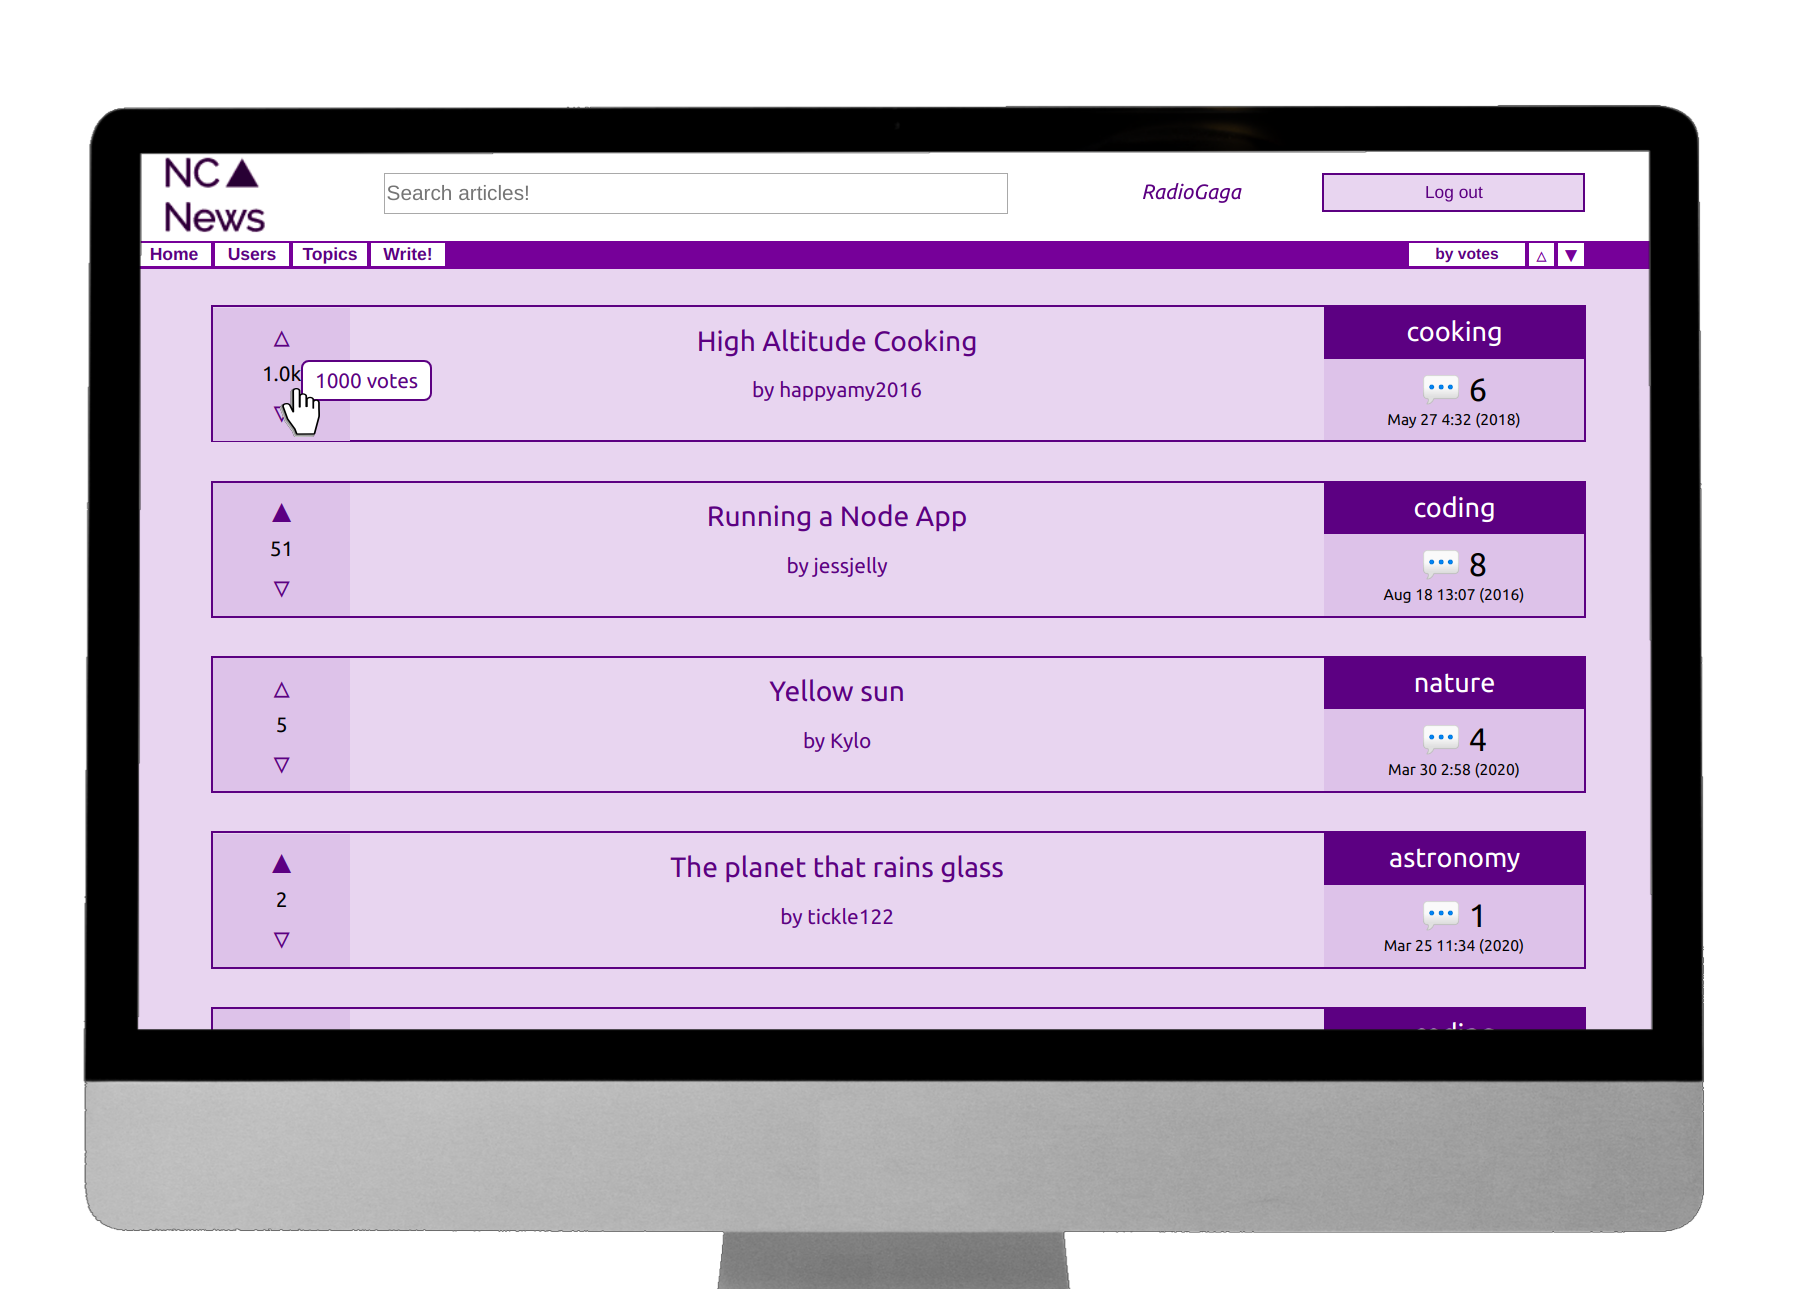 NC
News
Search articles!
RadioGaga
Log out
Home Users Topics Write! by votes
1.0k
1000 votes
High Altitude Cooking
by happyamy2016
cooking
6
May 27 4:32 (2018)
51
Running a Node App
by jessjelly
coding
8
Aug 18 13:07 (2016)
5
Yellow sun
by Kylo
nature
4
Mar 30 2:58 (2020)
2
The planet that rains glass
by tickle122
astronomy
1
Mar 25 11:34 (2020)